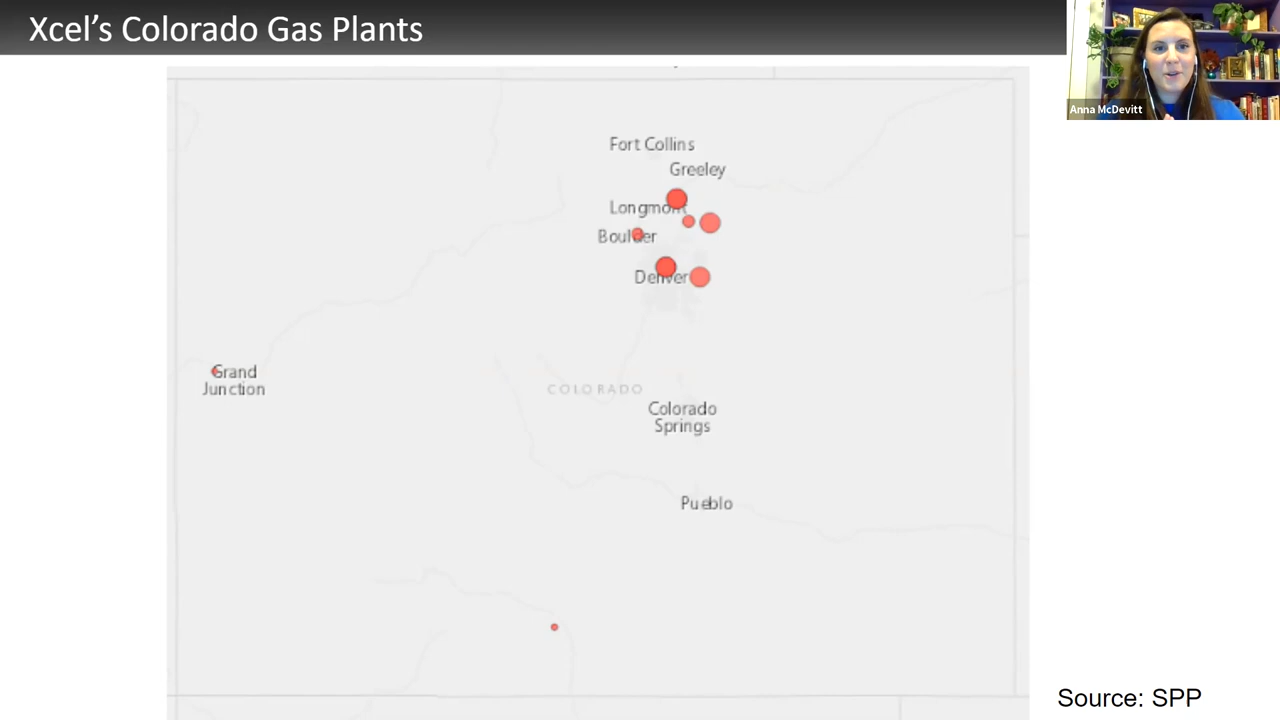 Xcel's Colorado Gas Plants
Anna McDevitt
Fort Collins
Greeley
Longmont
Boulder
Denver
Grand
Junction
COLORADO
Colorado
Springs
Pueblo
Source: SPP